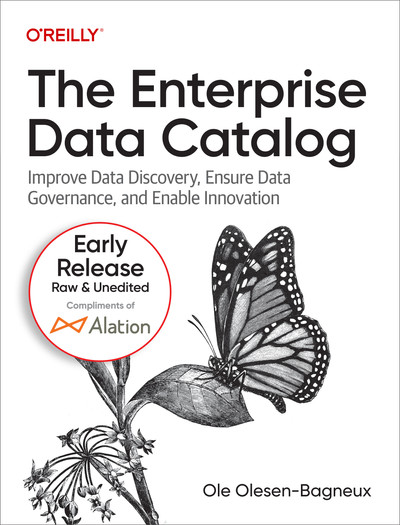 O'REILLY®
The Enterprise
Data Catalog
Improve Data Discovery, Ensure Data
Governance, and Enable Innovation
Early
Release
Raw & Unedited
Compliments of
Alation
Ole Olesen-Bagneux